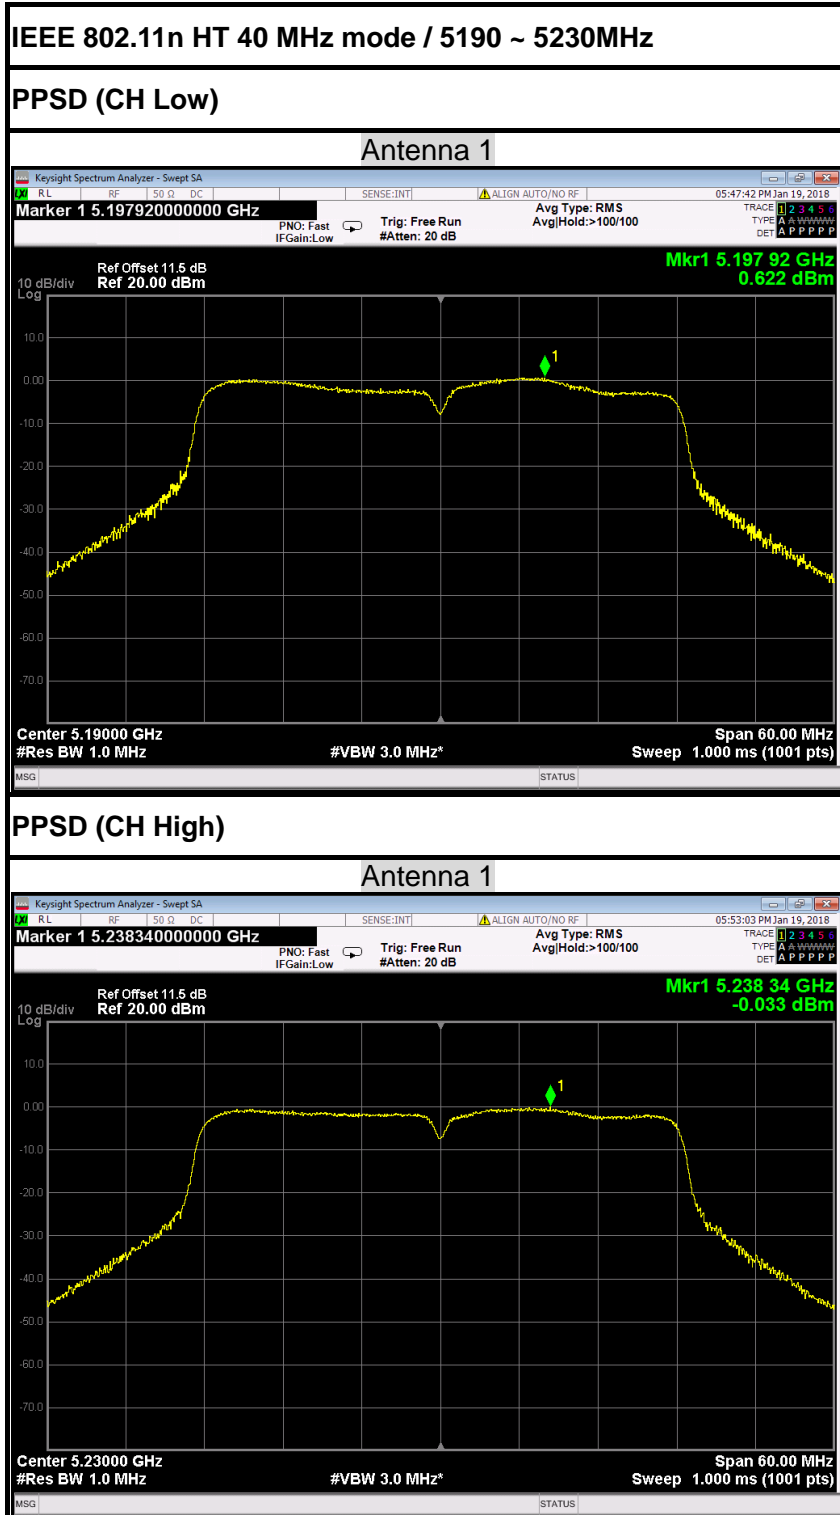 IEEE 802.11n HT 40 MHz mode / 5190 ~ 5230MHz
PPSD (CH Low)
Antenna 1
Keysight Spectrum Analyzer - Swept SA
LXI RL RF 50 Ω DC SENSE:INT ALIGN AUTO/NO RF 05:47:42 PM Jan 19, 2018
Marker 1 5.197920000000 GHz
PNO: Fast
IFGain:Low
Trig: Free Run
#Atten: 20 dB
Avg Type: RMS
Avg|Hold:>100/100
TRACE 1 2 3 4 5 6
TYPE A A WWWWW
DET A P P P P P
Mkr1 5.197 92 GHz
0.622 dBm
Ref Offset 11.5 dB
10 dB/div Ref 20.00 dBm
Log
1
10.0
0.00
-10.0
-20.0
-30.0
-40.0
-50.0
-60.0
-70.0
Center 5.19000 GHz Span 60.00 MHz
#Res BW 1.0 MHz #VBW 3.0 MHz* Sweep 1.000 ms (1001 pts)
MSG STATUS
PPSD (CH High)
Antenna 1
Keysight Spectrum Analyzer - Swept SA
LXI RL RF 50 Ω DC SENSE:INT ALIGN AUTO/NO RF 05:53:03 PM Jan 19, 2018
Marker 1 5.238340000000 GHz
PNO: Fast
IFGain:Low
Trig: Free Run
#Atten: 20 dB
Avg Type: RMS
Avg|Hold:>100/100
TRACE 1 2 3 4 5 6
TYPE A A WWWWW
DET A P P P P P
Mkr1 5.238 34 GHz
-0.033 dBm
Ref Offset 11.5 dB
10 dB/div Ref 20.00 dBm
Log
1
10.0
0.00
-10.0
-20.0
-30.0
-40.0
-50.0
-60.0
-70.0
Center 5.23000 GHz Span 60.00 MHz
#Res BW 1.0 MHz #VBW 3.0 MHz* Sweep 1.000 ms (1001 pts)
MSG STATUS